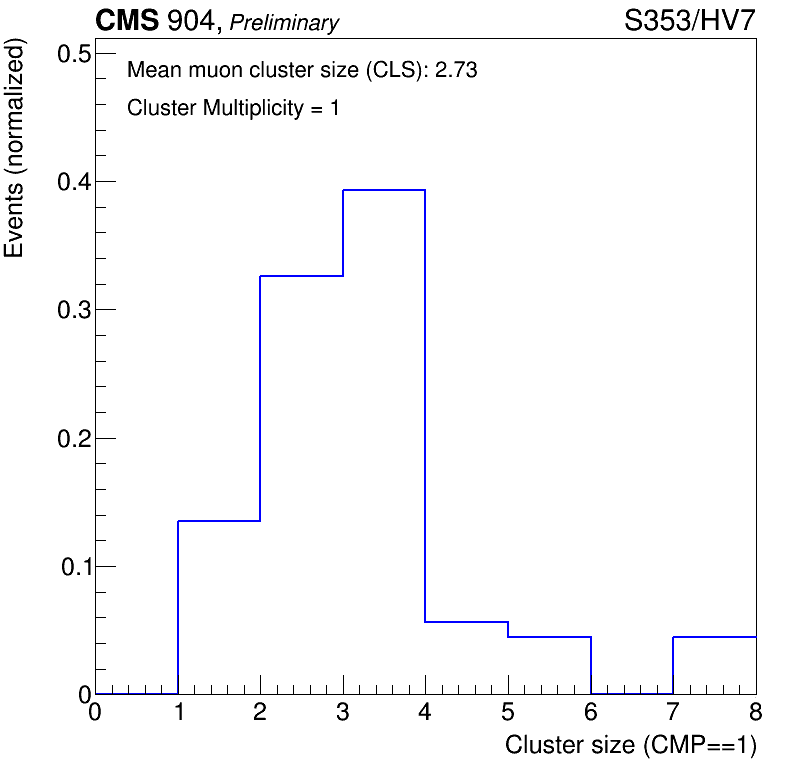 CMS 904, Preliminary S353/HV7
Mean muon cluster size (CLS): 2.73
Cluster Multiplicity = 1
Events (normalized)
0.5
0.4
0.3
0.2
0.1
0
0 1 2 3 4 5 6 7 8
Cluster size (CMP==1)